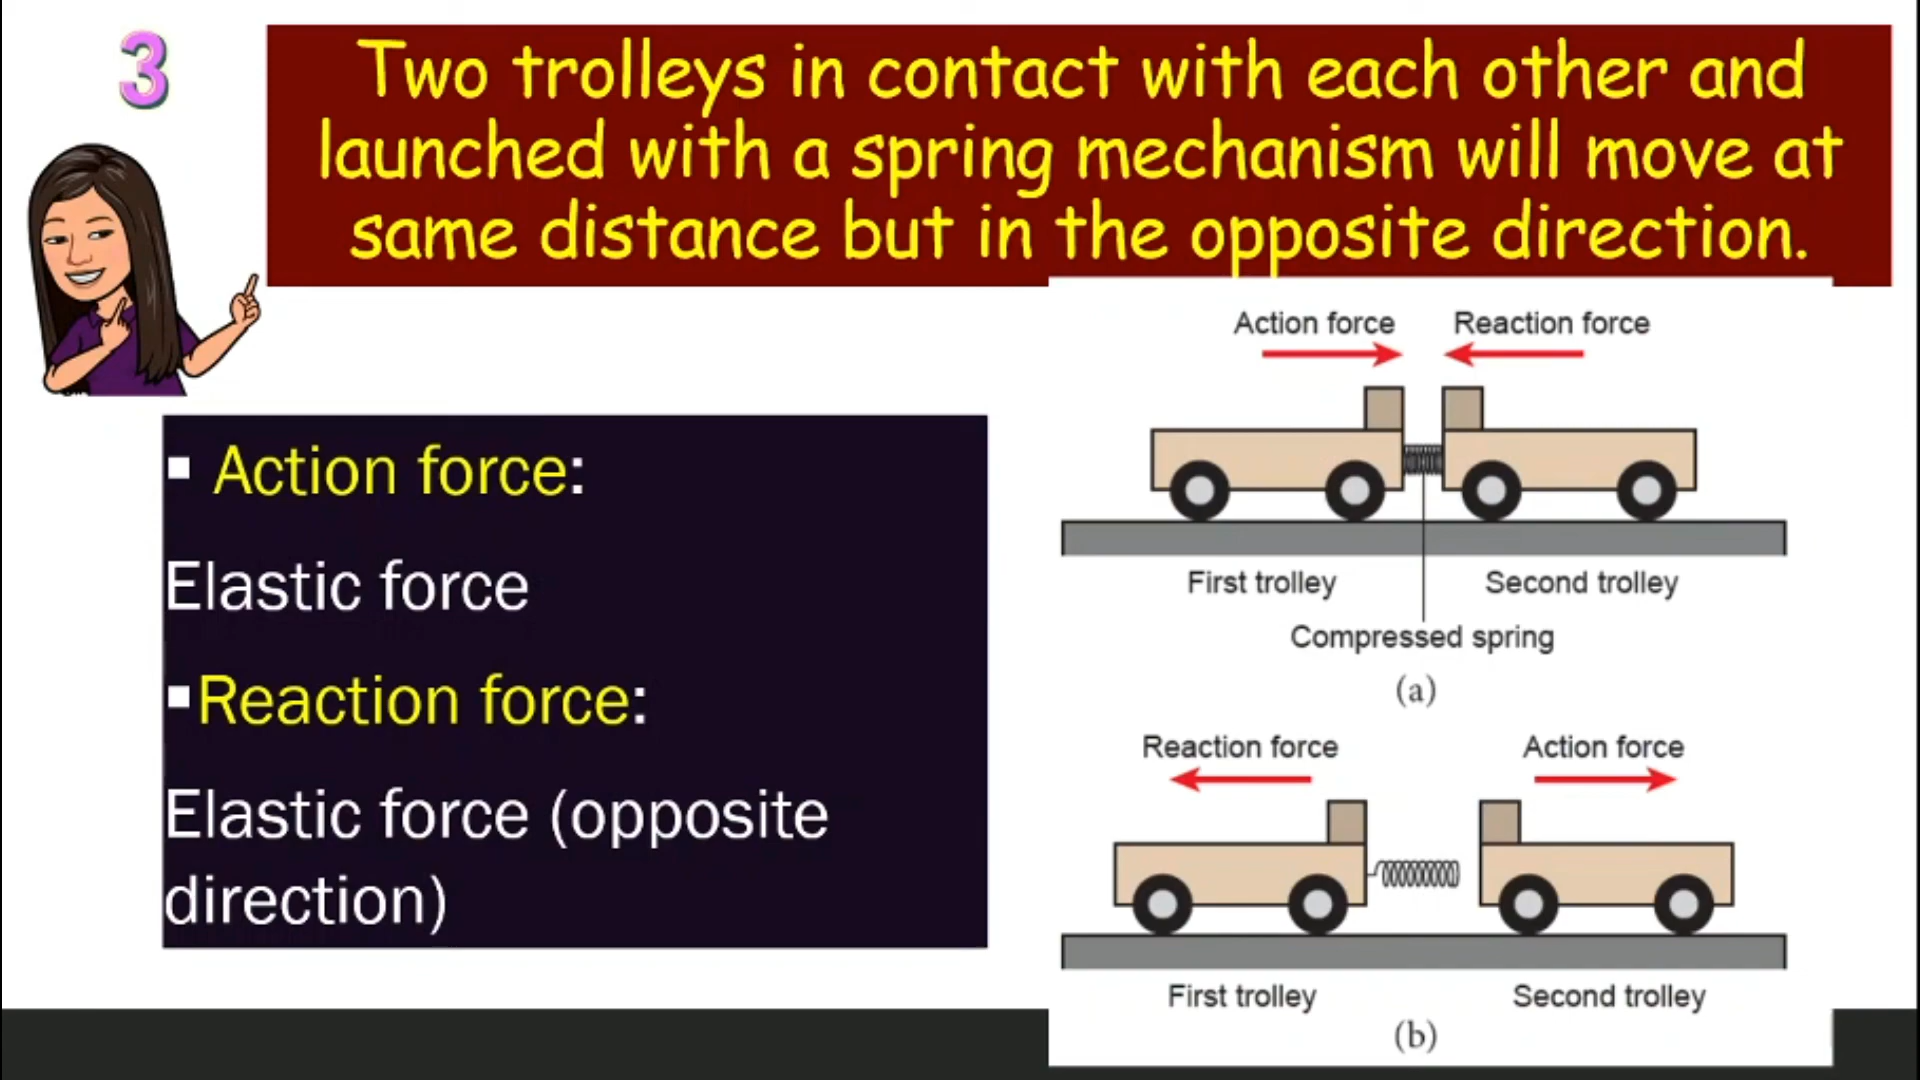 3
Two trolleys in contact with each other and
launched with a spring mechanism will move at
same distance but in the opposite direction.
▪ Action force:
Elastic force
▪Reaction force:
Elastic force (opposite
direction)
Action force Reaction force
First trolley Second trolley
Compressed spring
(a)
Reaction force Action force
First trolley Second trolley
(b)